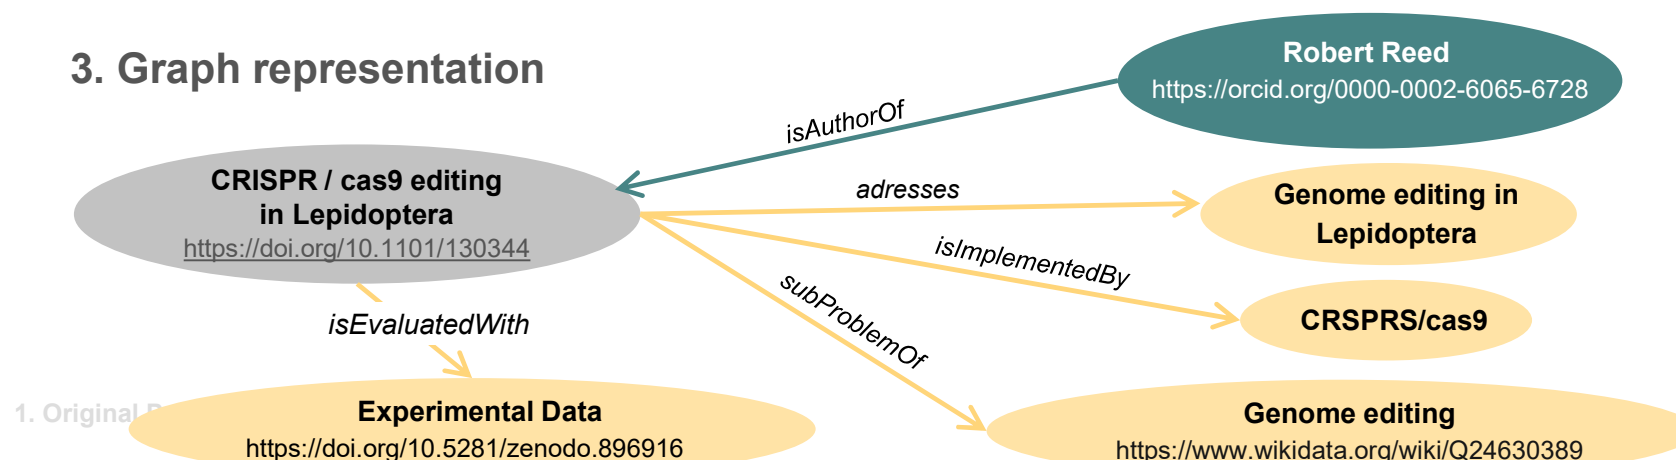 3. Graph representation
Robert Reed
https://orcid.org/0000-0002-6065-6728
isAuthorOf
CRISPR / cas9 editing
in Lepidoptera
https://doi.org/10.1101/130344
adresses
Genome editing in
Lepidoptera
isImplementedBy
CRSPRS/cas9
subProblemOf
isEvaluatedWith
1. Original
Experimental Data
https://doi.org/10.5281/zenodo.896916
Genome editing
https://www.wikidata.org/wiki/Q24630389